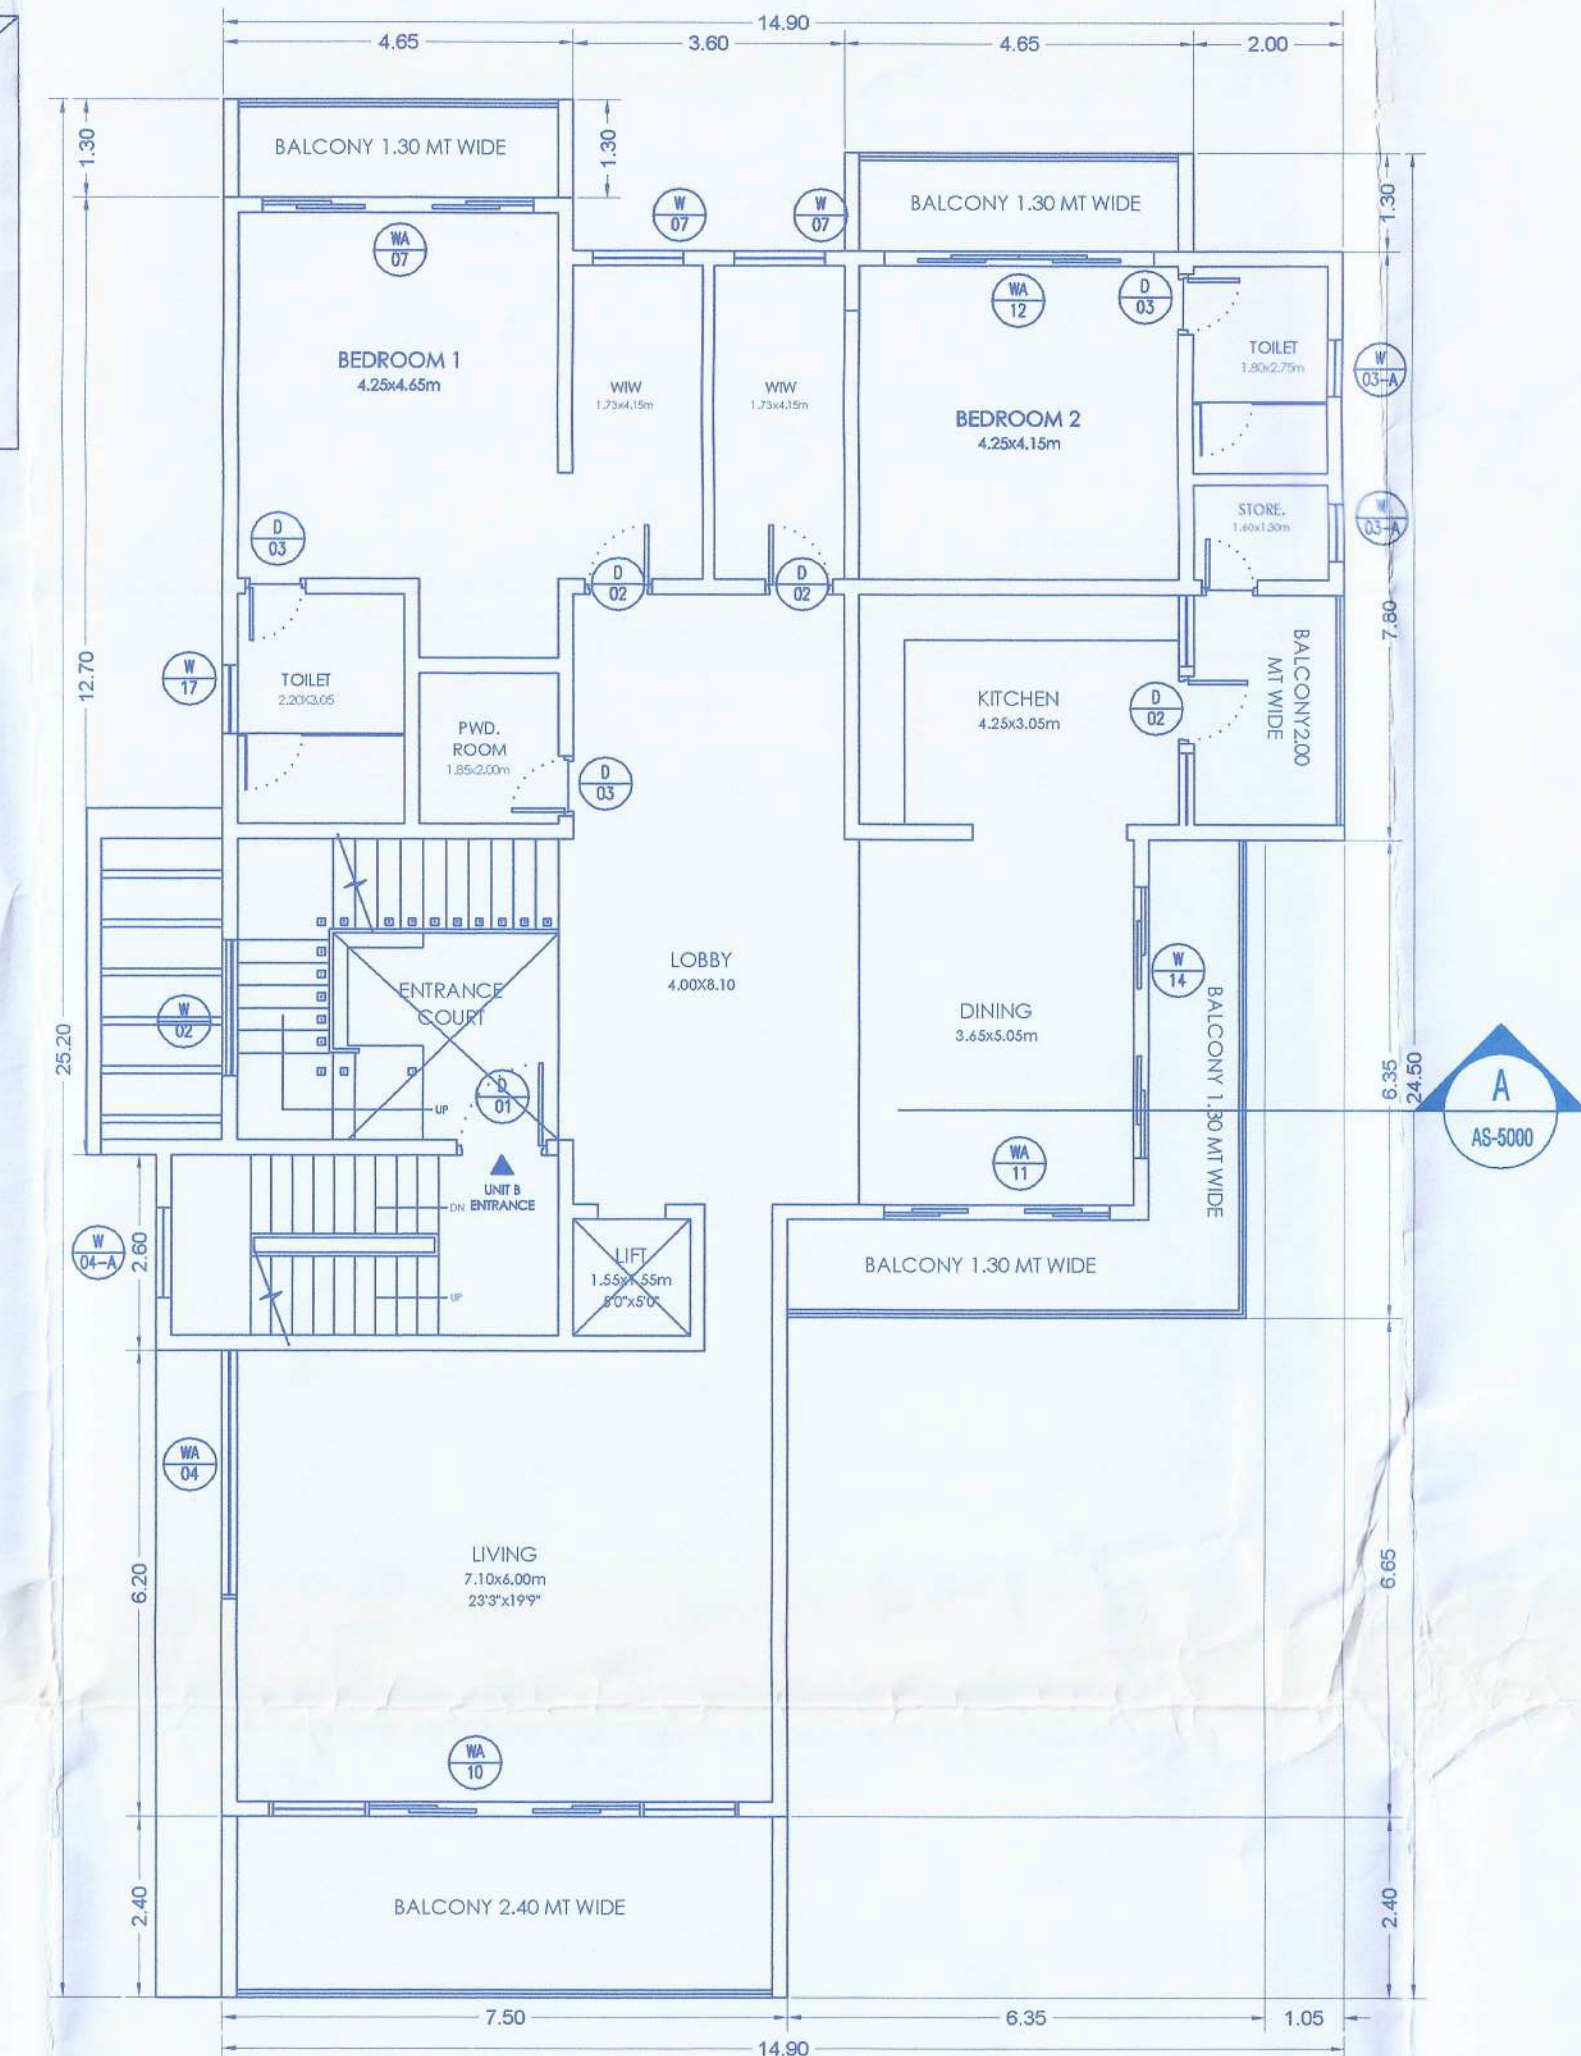 14.90
4.65
3.60
4.65
2.00
1.30
BALCONY 1.30 MT WIDE
1.30
W
07
W
07
BALCONY 1.30 MT WIDE
1.30
WA
07
WA
12
D
03
BEDROOM 1
4.25x4.65m
WIW
1.73x4.15m
WIW
1.73x4.15m
BEDROOM 2
4.25x4.15m
TOILET
1.80x2.75m
W
03-A
STORE.
1.60x1.30m
W
03-A
D
03
D
02
D
02
7.80
12.70
W
17
TOILET
2.20X3.05
PWD.
ROOM
1.85x2.00m
D
03
KITCHEN
4.25x3.05m
D
02
BALCONY2.00
MT WIDE
LOBBY
4.00X8.10
W
14
ENTRANCE
COURT
W
02
DINING
3.65x5.05m
BALCONY 1.30 MT WIDE
25.20
6.35
24.50
A
AS-5000
D
01
UP
WA
11
UNIT B
ENTRANCE
DN
W
04-A
2.60
LIFT
1.55x1.55m
5'0"x5'0"
UP
BALCONY 1.30 MT WIDE
WA
04
LIVING
7.10x6.00m
23'3"x19'9"
6.20
6.65
WA
10
2.40
BALCONY 2.40 MT WIDE
2.40
7.50
6.35
1.05
14.90